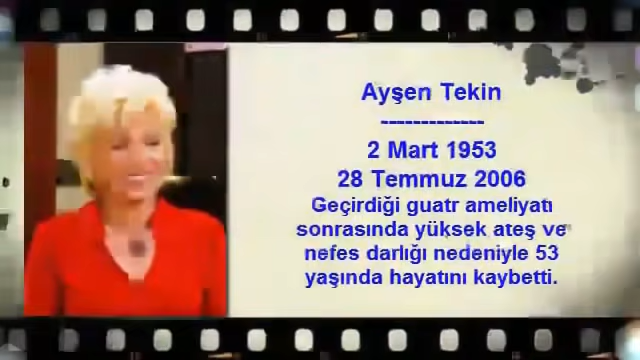 Ayşen Tekin
-------------
2 Mart 1953
28 Temmuz 2006
Geçirdiği guatr ameliyatı
sonrasında yüksek ateş ve
nefes darlığı nedeniyle 53
yaşında hayatını kaybetti.